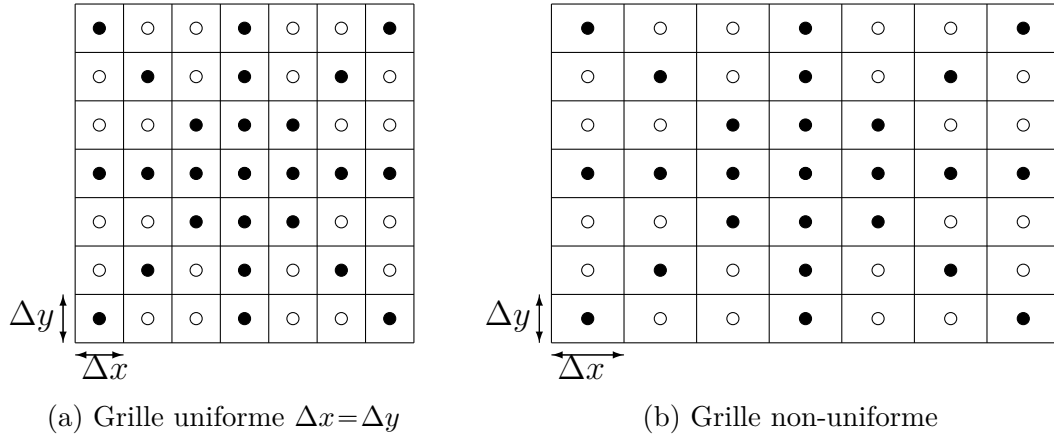 Δy
Δx
(a) Grille uniforme Δx=Δy
Δy
Δx
(b) Grille non-uniforme